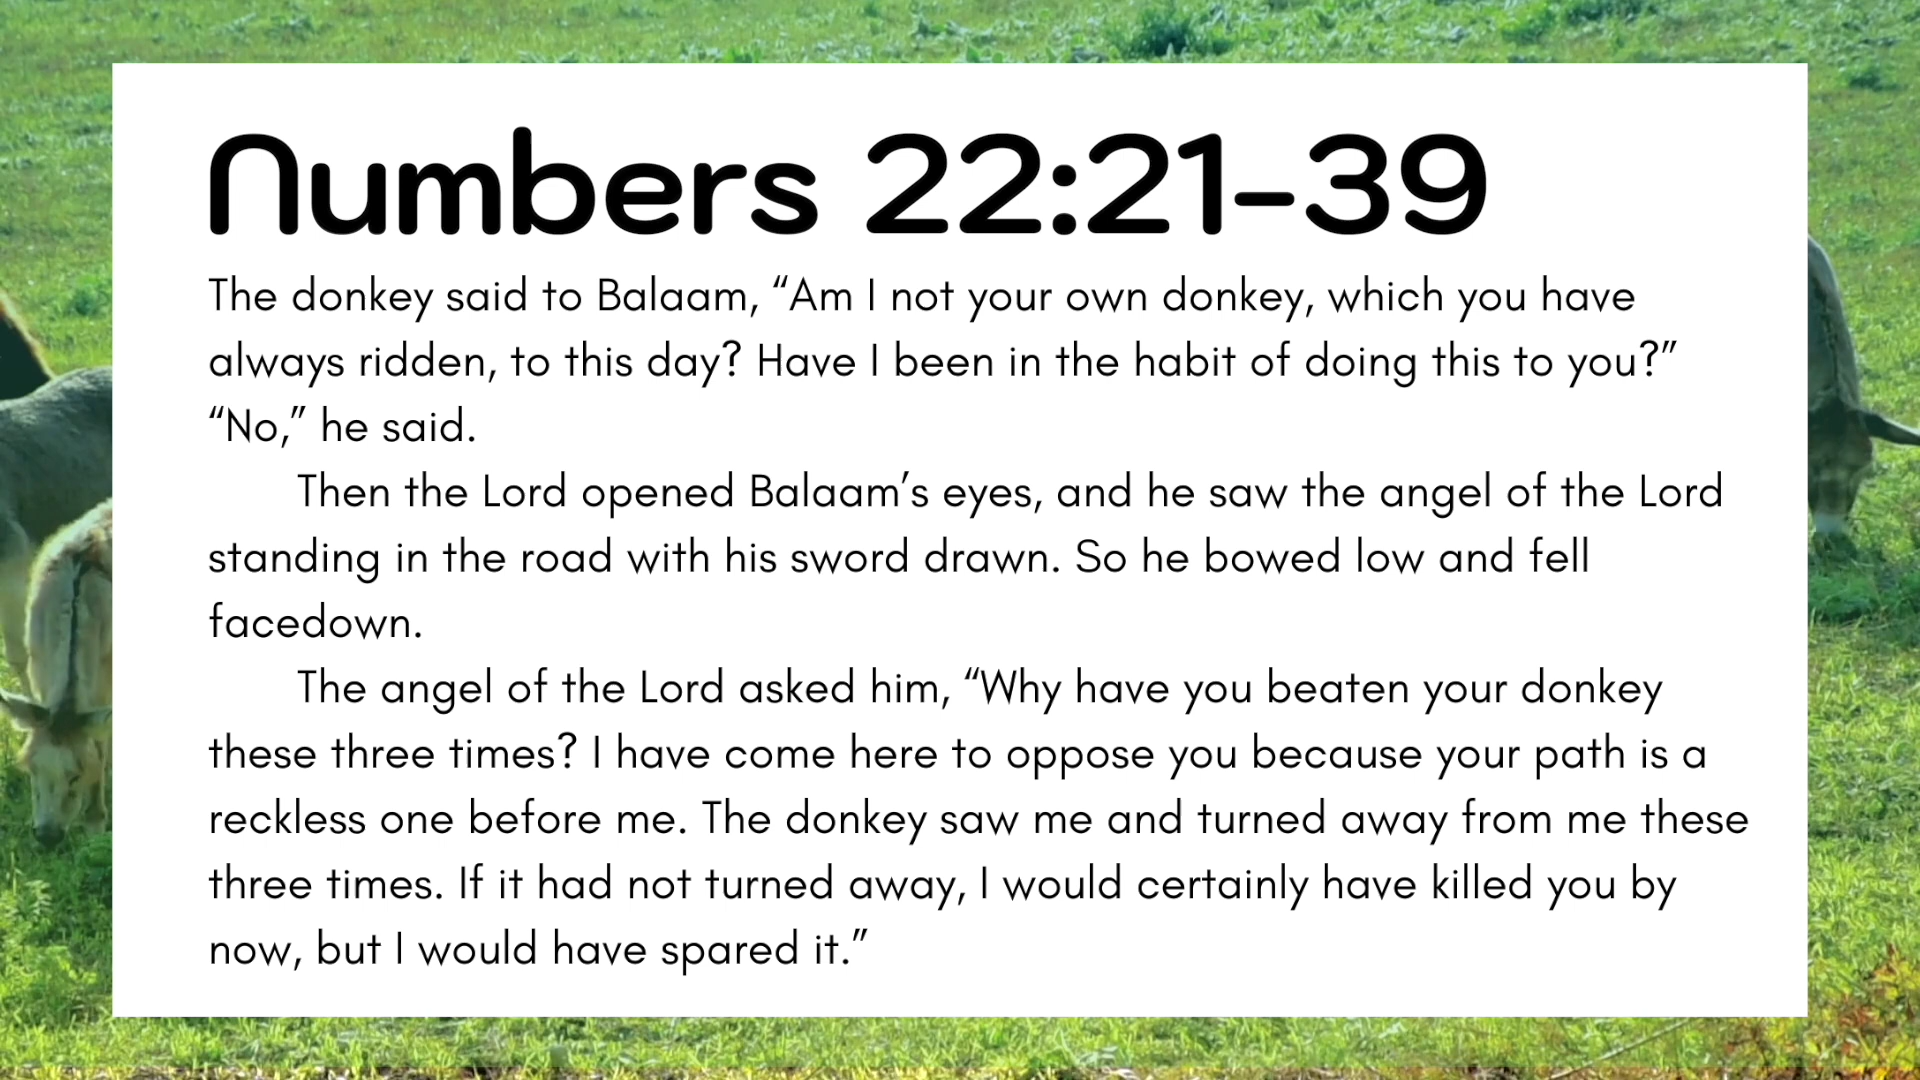 Numbers 22:21-39
The donkey said to Balaam, “Am I not your own donkey, which you have
always ridden, to this day? Have I been in the habit of doing this to you?”
“No,” he said.
Then the Lord opened Balaam’s eyes, and he saw the angel of the Lord
standing in the road with his sword drawn. So he bowed low and fell
facedown.
The angel of the Lord asked him, “Why have you beaten your donkey
these three times? I have come here to oppose you because your path is a
reckless one before me. The donkey saw me and turned away from me these
three times. If it had not turned away, I would certainly have killed you by
now, but I would have spared it.”